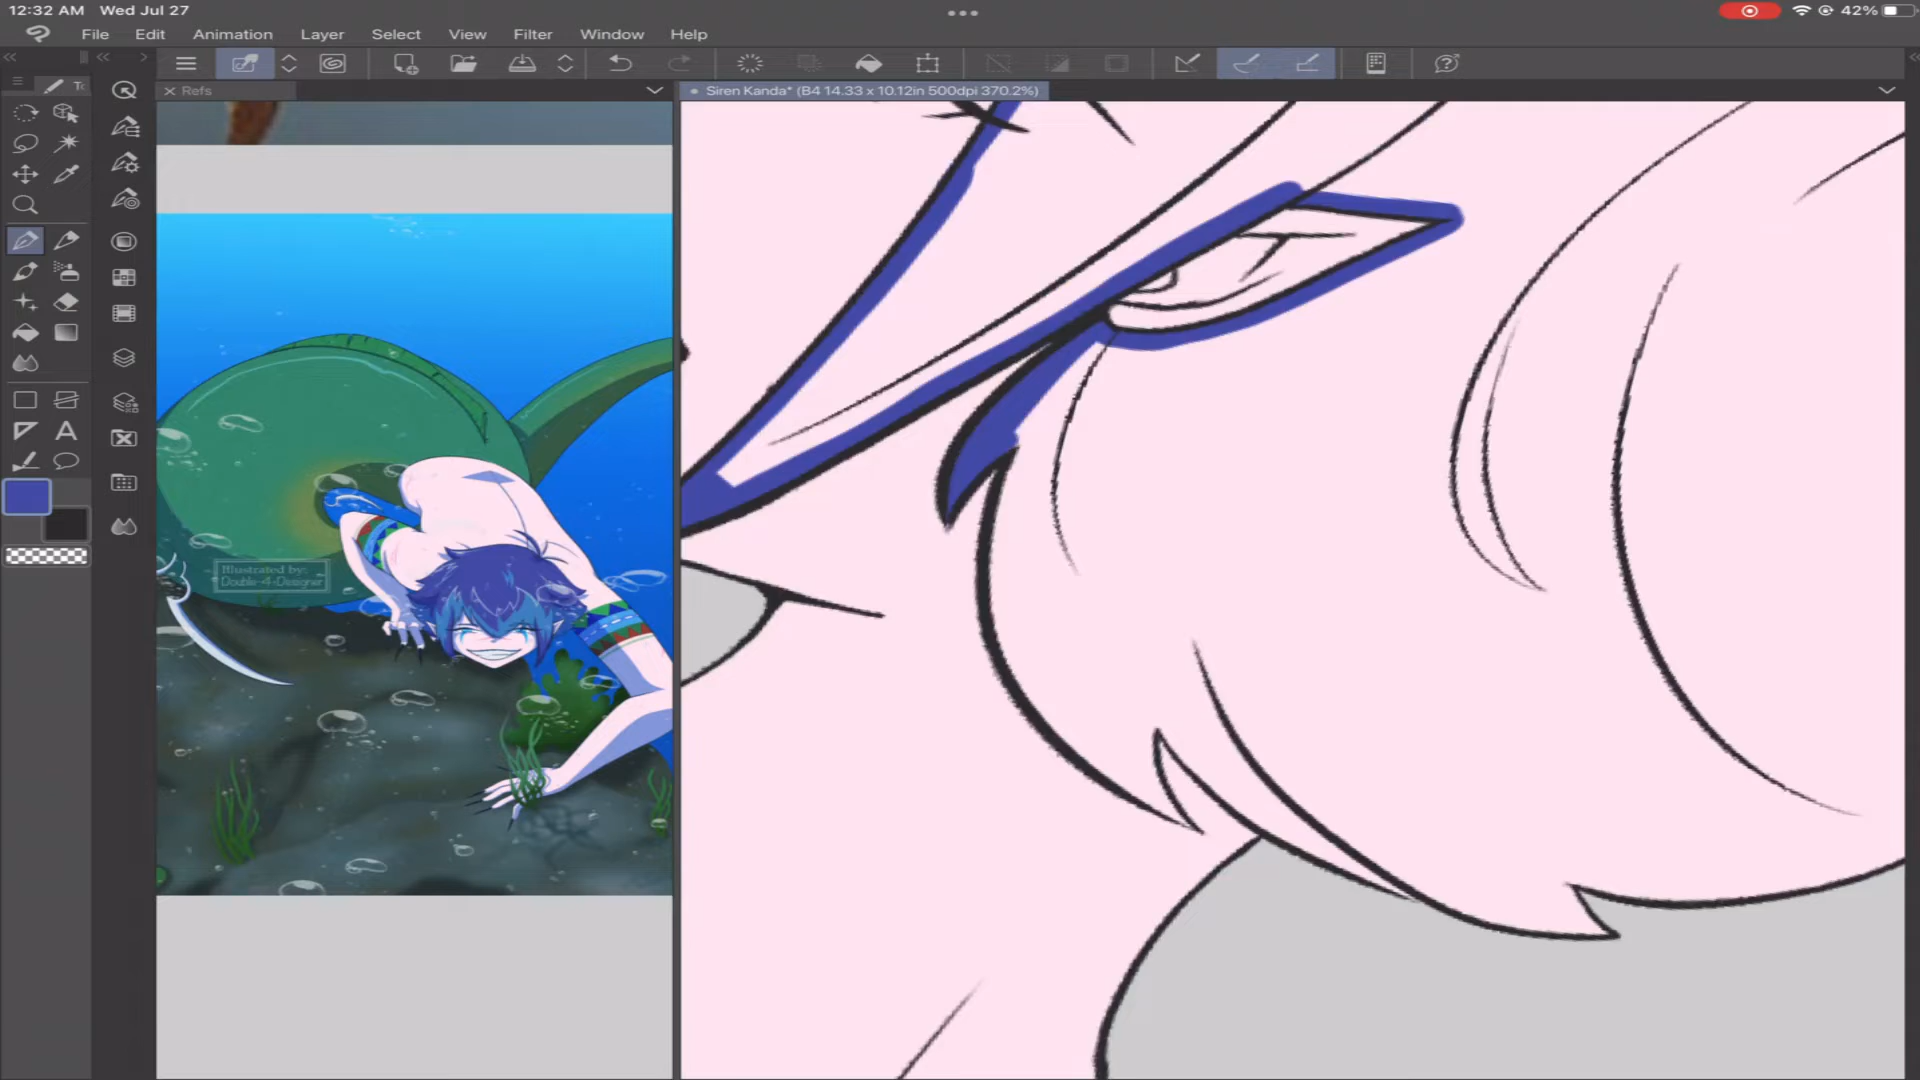 12:32 AM Wed Jul 27
42%
File Edit Animation Layer Select View Filter Window Help
Refs
Siren Kanda* (B4 14.33 x 10.12in 500dpi 370.2%)
Illustrated by:
Double-4-Designer